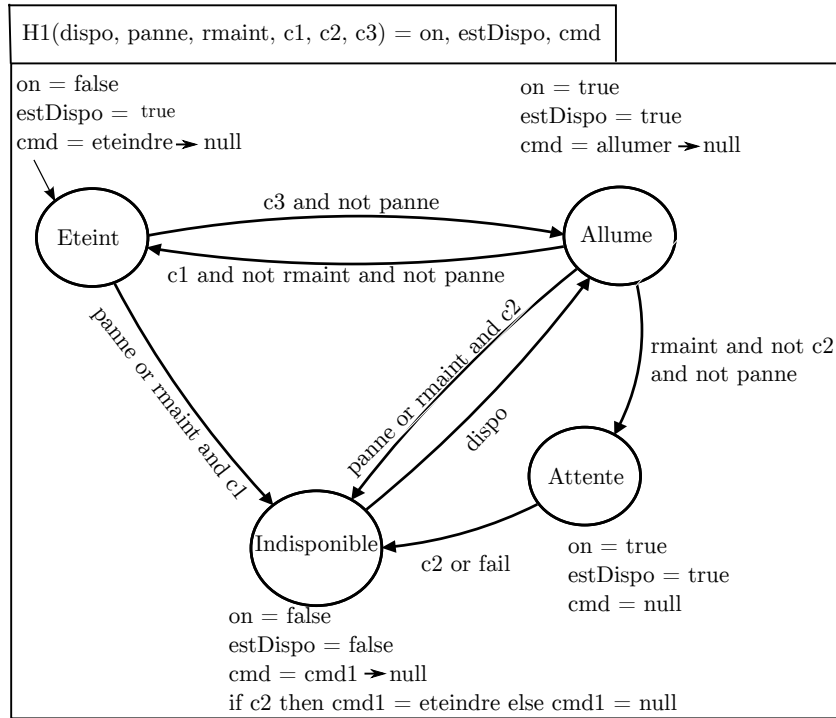 H1(dispo, panne, rmaint, c1, c2, c3) = on, estDispo, cmd
on = false
estDispo = true
cmd = eteindre → null
on = true
estDispo = true
cmd = allumer → null
c3 and not panne
Eteint
Allume
c1 and not rmaint and not panne
panne or rmaint and c1
panne or rmaint and c2
dispo
rmaint and not c2
and not panne
Attente
Indisponible
c2 or fail
on = true
estDispo = true
cmd = null
on = false
estDispo = false
cmd = cmd1 → null
if c2 then cmd1 = eteindre else cmd1 = null